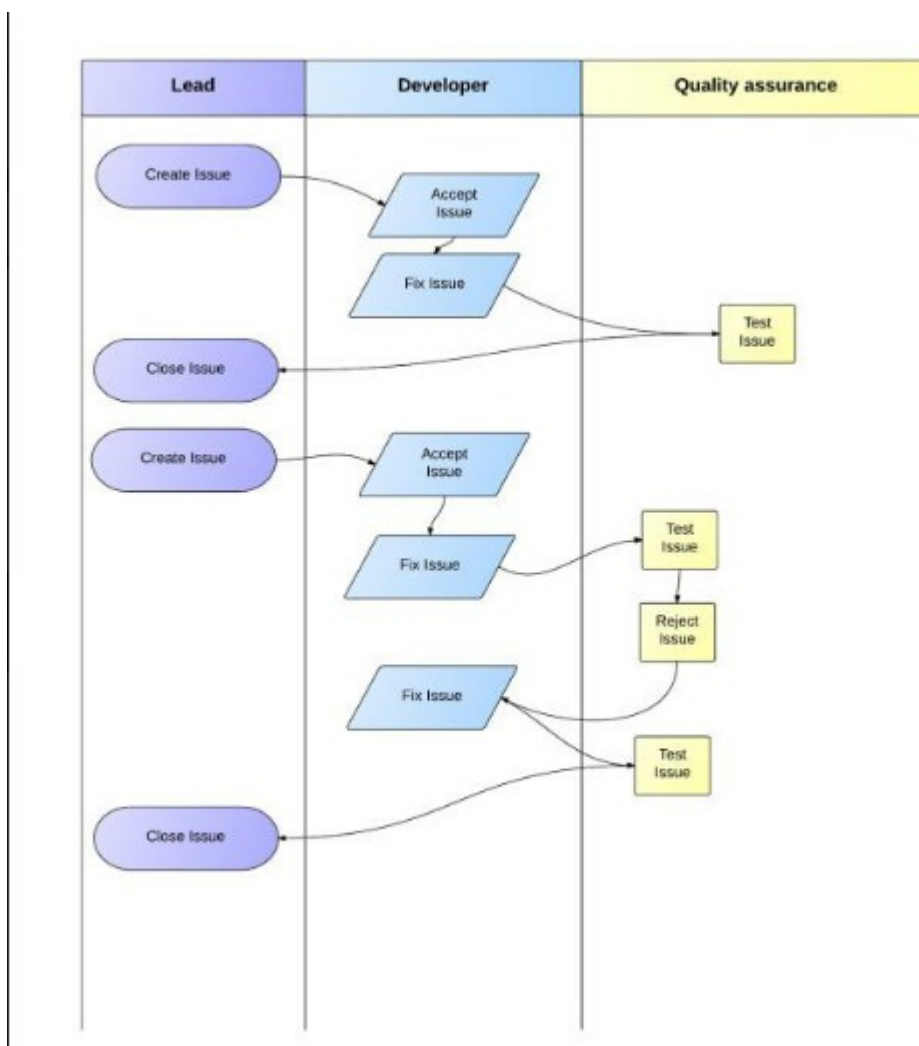 Lead
Developer
Quality assurance
Create Issue
Accept
Issue
Fix Issue
Test
Issue
Close Issue
Create Issue
Accept
Issue
Fix Issue
Test
Issue
Reject
Issue
Fix Issue
Test
Issue
Close Issue